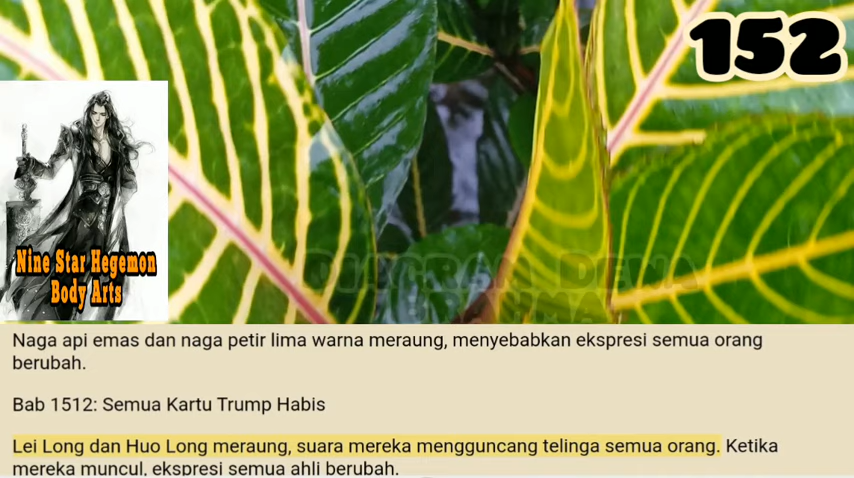 152
Nine Star Hegemon
Body Arts
Naga api emas dan naga petir lima warna meraung, menyebabkan ekspresi semua orang
berubah.
Bab 1512: Semua Kartu Trump Habis
Lei Long dan Huo Long meraung, suara mereka mengguncang telinga semua orang. Ketika
mereka muncul, ekspresi semua ahli berubah.